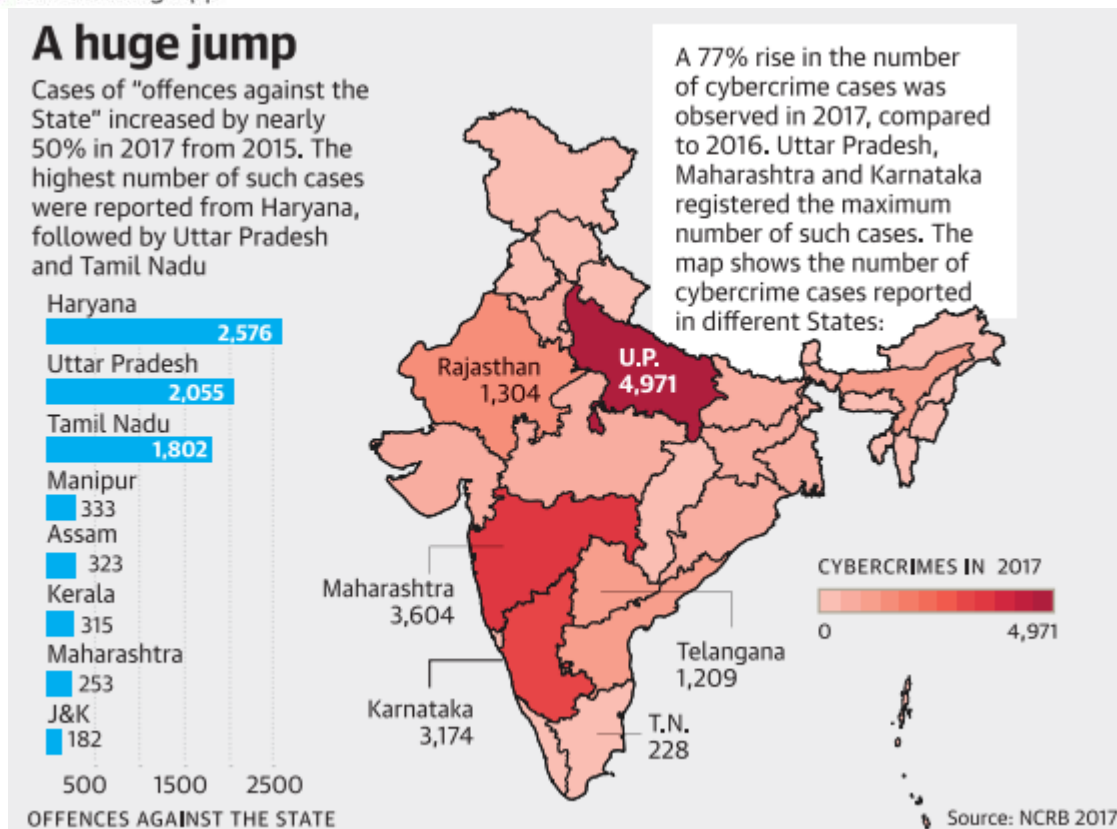 A huge jump
Cases of "offences against the
State" increased by nearly
50% in 2017 from 2015. The
highest number of such cases
were reported from Haryana,
followed by Uttar Pradesh
and Tamil Nadu
Haryana
2,576
Uttar Pradesh
2,055
Tamil Nadu
1,802
Manipur
333
Assam
323
Kerala
315
Maharashtra
253
J&K
182
500 1500 2500
OFFENCES AGAINST THE STATE
A 77% rise in the number
of cybercrime cases was
observed in 2017, compared
to 2016. Uttar Pradesh,
Maharashtra and Karnataka
registered the maximum
number of such cases. The
map shows the number of
cybercrime cases reported
in different States:
Rajasthan
1,304
U.P.
4,971
Maharashtra
3,604
Karnataka
3,174
Telangana
1,209
T.N.
228
CYBERCRIMES IN 2017
0 4,971
Source: NCRB 2017